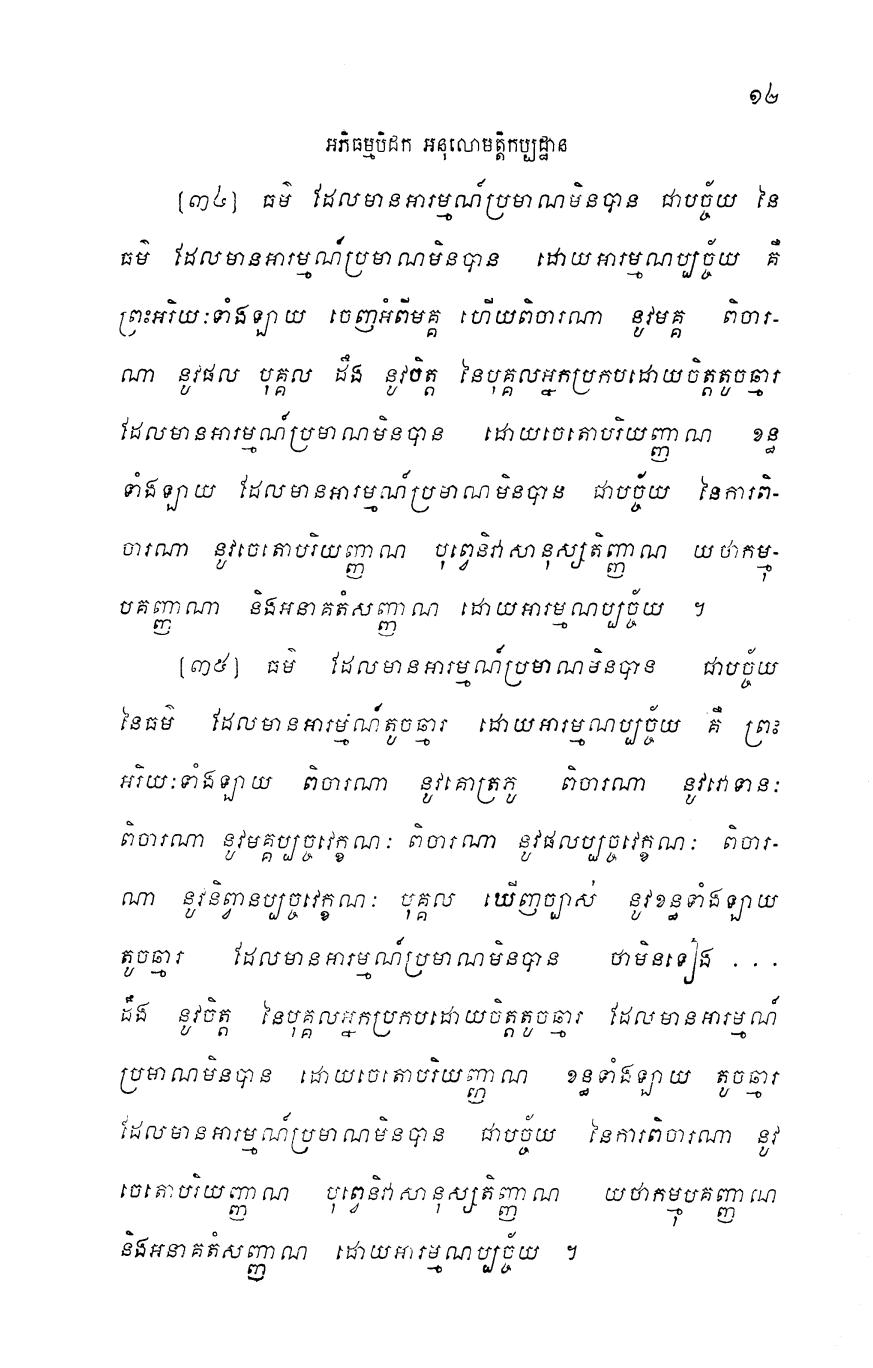 ១២
អភិធម្មបិដក អនុលោមត្តិកប្បដ្ឋាន
[៣៤] ធម៌ ដែលមានអារម្មណ៍ប្រមាណមិនបាន ជាបច្ច័យ នៃ
ធម៌ ដែលមានអារម្មណ៍ប្រមាណមិនបាន ដោយអារម្មណប្បច្ច័យ គឺ
ព្រះអរិយៈទាំងឡាយ ចេញអំពីមគ្គ ហើយពិចារណា នូវមគ្គ ពិចារ-
ណា នូវផល បុគ្គល ដឹង នូវចិត្ត នៃបុគ្គលអ្នកប្រកបដោយចិត្តតូចឆ្មារ
ដែលមានអារម្មណ៍ប្រមាណមិនបាន ដោយចេតោបរិយញ្ញាណ ខន្ធ
ទាំងឡាយ ដែលមានអារម្មណ៍ប្រមាណមិនបាន ជាបច្ច័យ នៃការពិ-
ចារណា នូវចេតោបរិយញ្ញាណ បុព្វេនិវាសានុស្សតិញ្ញាណ យថាកម្មុ-
បគញ្ញាណា និងអនាគតំសញ្ញាណ ដោយអារម្មណប្បច្ច័យ ។
[៣៥] ធម៌ ដែលមានអារម្មណ៍ប្រមាណមិនបាន ជាបច្ច័យ
នៃធម៌ ដែលមានអារម្មណ៍តូចឆ្មារ ដោយអារម្មណប្បច្ច័យ គឺ ព្រះ
អរិយៈទាំងឡាយ ពិចារណា នូវគោត្រភូ ពិចារណា នូវវោទានៈ
ពិចារណា នូវមគ្គប្បច្ចវេក្ខណៈ ពិចារណា នូវផលប្បច្ចវេក្ខណៈ ពិចារ-
ណា នូវនិព្វានប្បច្ចវេក្ខណៈ បុគ្គល ឃើញច្បាស់ នូវខន្ធទាំងឡាយ
តូចឆ្មារ ដែលមានអារម្មណ៍ប្រមាណមិនបាន ថាមិនទៀង . . .
ដឹង នូវចិត្ត នៃបុគ្គលអ្នកប្រកបដោយចិត្តតូចឆ្មារ ដែលមានអារម្មណ៍
ប្រមាណមិនបាន ដោយចេតោបរិយញ្ញាណ ខន្ធទាំងឡាយ តូចឆ្មារ
ដែលមានអារម្មណ៍ប្រមាណមិនបាន ជាបច្ច័យ នៃការពិចារណា នូវ
ចេតោបរិយញ្ញាណ បុព្វេនិវាសានុស្សតិញ្ញាណ យថាកម្មុបគញ្ញាណ
និងអនាគតំសញ្ញាណ ដោយអារម្មណប្បច្ច័យ ។